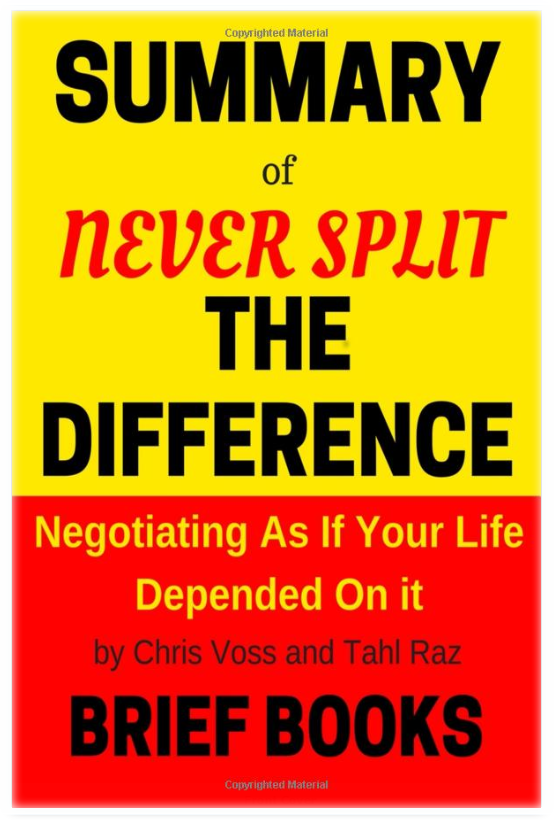 Copyrighted Material
SUMMARY
of
NEVER SPLIT
THE
DIFFERENCE
Negotiating As If Your Life
Depended On it
by Chris Voss and Tahl Raz
BRIEF BOOKS
Copyrighted Material